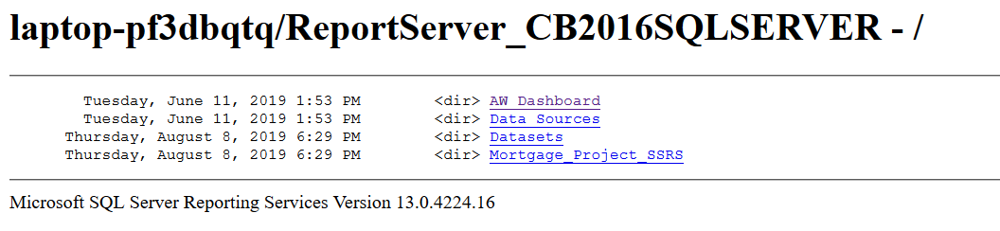 laptop-pf3dbqtq/ReportServer_CB2016SQLSERVER - /
Tuesday, June 11, 2019 1:53 PM <dir> AW Dashboard
Tuesday, June 11, 2019 1:53 PM <dir> Data Sources
Thursday, August 8, 2019 6:29 PM <dir> Datasets
Thursday, August 8, 2019 6:29 PM <dir> Mortgage_Project_SSRS
Microsoft SQL Server Reporting Services Version 13.0.4224.16